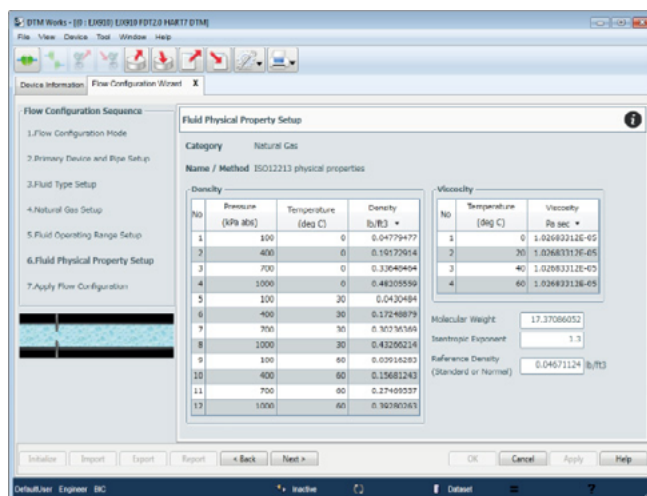 DTM Works - [(0 : EJX910) EJX910 FDT2.0 HART7 DTM]
File View Device Tool Window Help
Device Information Flow Configuration Wizard X
Flow Configuration Sequence
1.Flow Configuration Mode
2.Primary Device and Pipe Setup
3.Fluid Type Setup
4.Natural Gas Setup
5.Fluid Operating Range Setup
6.Fluid Physical Property Setup
7.Apply Flow Configuration
Fluid Physical Property Setup
Category Natural Gas
Name / Method ISO12213 physical properties
Density
No Pressure (kPa abs) Temperature (deg C) Density lb/ft3
1 100 0 0.04779477
2 400 0 0.19172914
3 700 0 0.33648464
4 1000 0 0.48205559
5 100 30 0.0430484
6 400 30 0.17248879
7 700 30 0.30236369
8 1000 30 0.43266214
9 100 60 0.03916263
10 400 60 0.15681243
11 700 60 0.27469357
12 1000 60 0.39280263
Viscosity
No Temperature (deg C) Viscosity Pa sec
1 0 1.02683312E-05
2 20 1.02683312E-05
3 40 1.02683312E-05
4 60 1.02683312E-05
Molecular Weight 17.37086052
Isentropic Exponent 1.3
Reference Density (Standard or Normal) 0.04671124 lb/ft3
Initialize Import Export Report < Back Next > OK Cancel Apply Help
DefaultUser Engineer BIC Inactive Dataset = ?